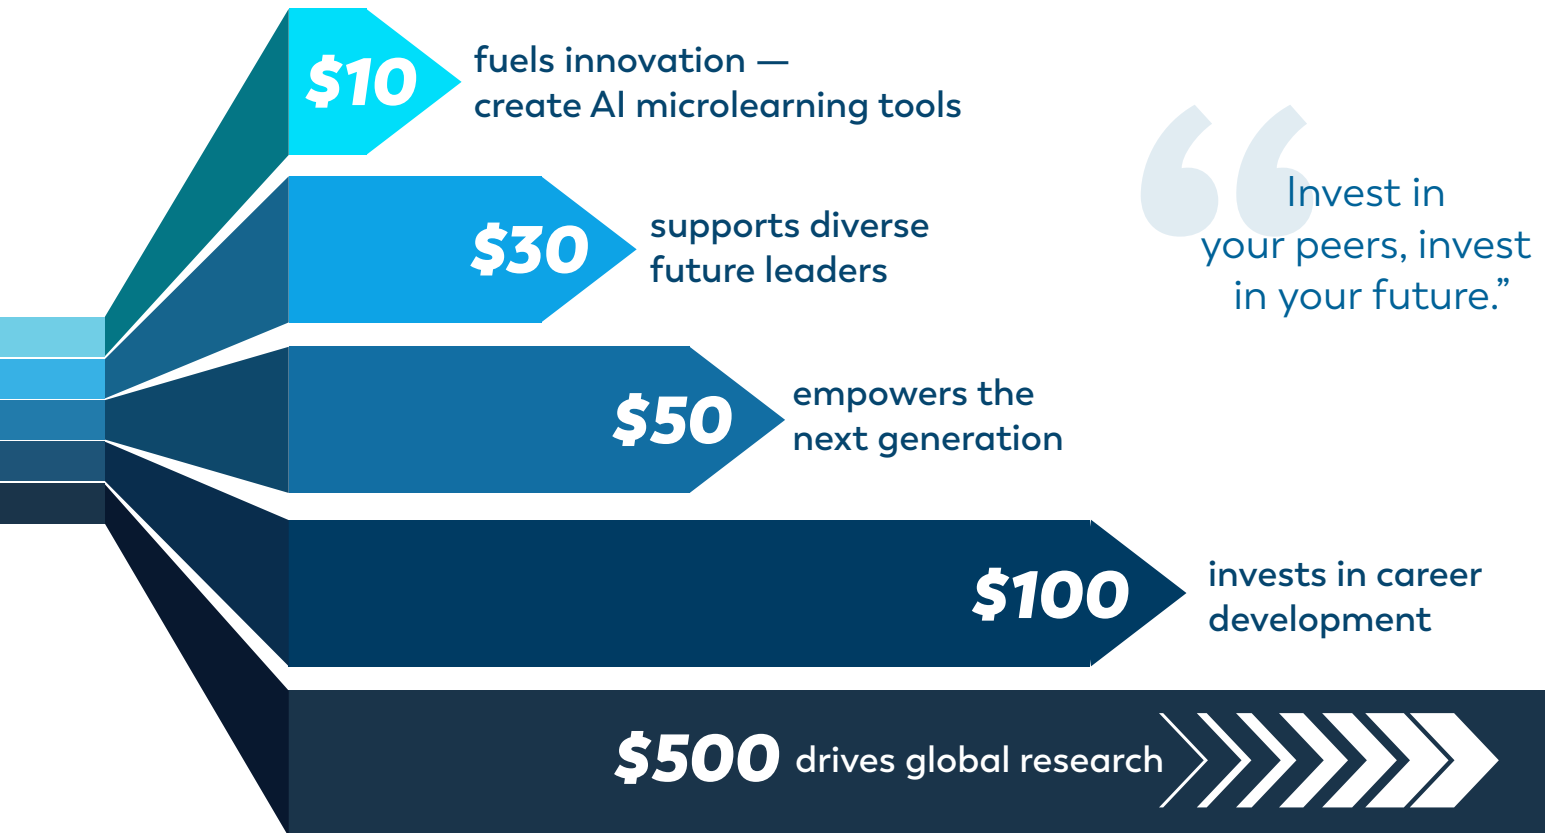 $10
fuels innovation —
create AI microlearning tools
$30
supports diverse
future leaders
“Invest in
your peers, invest
in your future.”
$50
empowers the
next generation
$100
invests in career
development
$500 drives global research